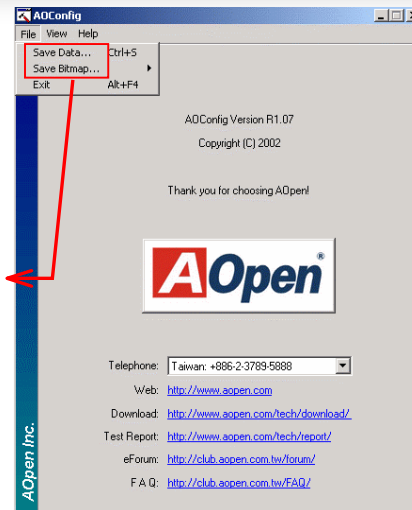 AOConfig
File View Help
Save Data... Ctrl+S
Save Bitmap...
Exit Alt+F4
AOConfig Version R1.07
Copyright (C) 2002
Thank you for choosing AOpen!
AOpen®
Telephone: Taiwan: +886-2-3789-5888
Web: http://www.aopen.com
Download: http://www.aopen.com/tech/download/
Test Report: http://www.aopen.com/tech/report/
eForum: http://club.aopen.com.tw/forum/
F A Q: http://club.aopen.com.tw/FAQ/
AOpen Inc.